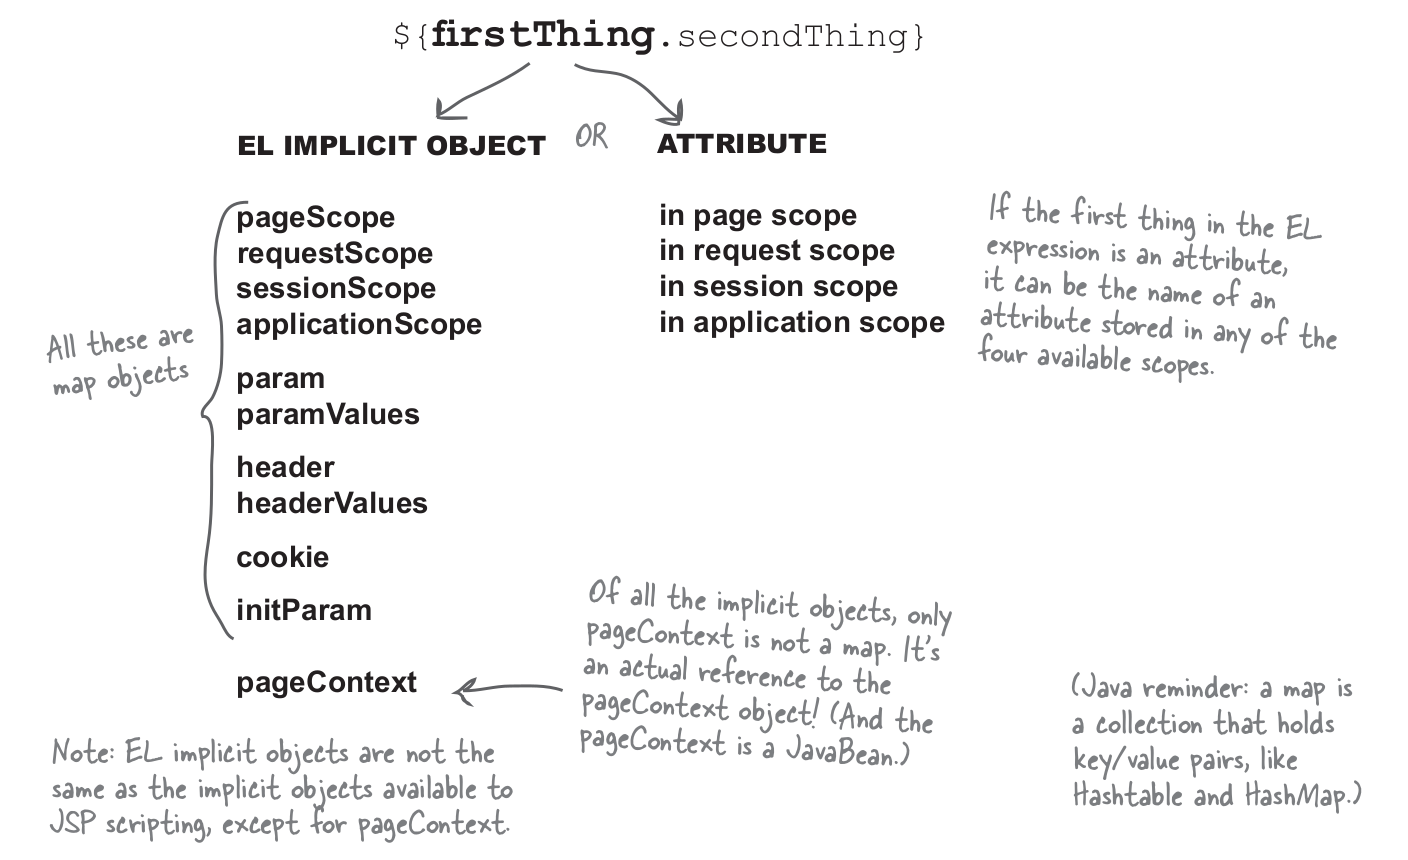 ${firstThing.secondThing}
EL IMPLICIT OBJECT OR ATTRIBUTE
pageScope
requestScope
sessionScope
applicationScope
param
paramValues
header
headerValues
cookie
initParam
pageContext
All these are
map objects
in page scope
in request scope
in session scope
in application scope
If the first thing in the EL
expression is an attribute,
it can be the name of an
attribute stored in any of the
four available scopes.
Of all the implicit objects, only
pageContext is not a map. It's
an actual reference to the
pageContext object! (And the
pageContext is a JavaBean.)
Note: EL implicit objects are not the
same as the implicit objects available to
JSP scripting, except for pageContext.
(Java reminder: a map is
a collection that holds
key/value pairs, like
Hashtable and HashMap.)